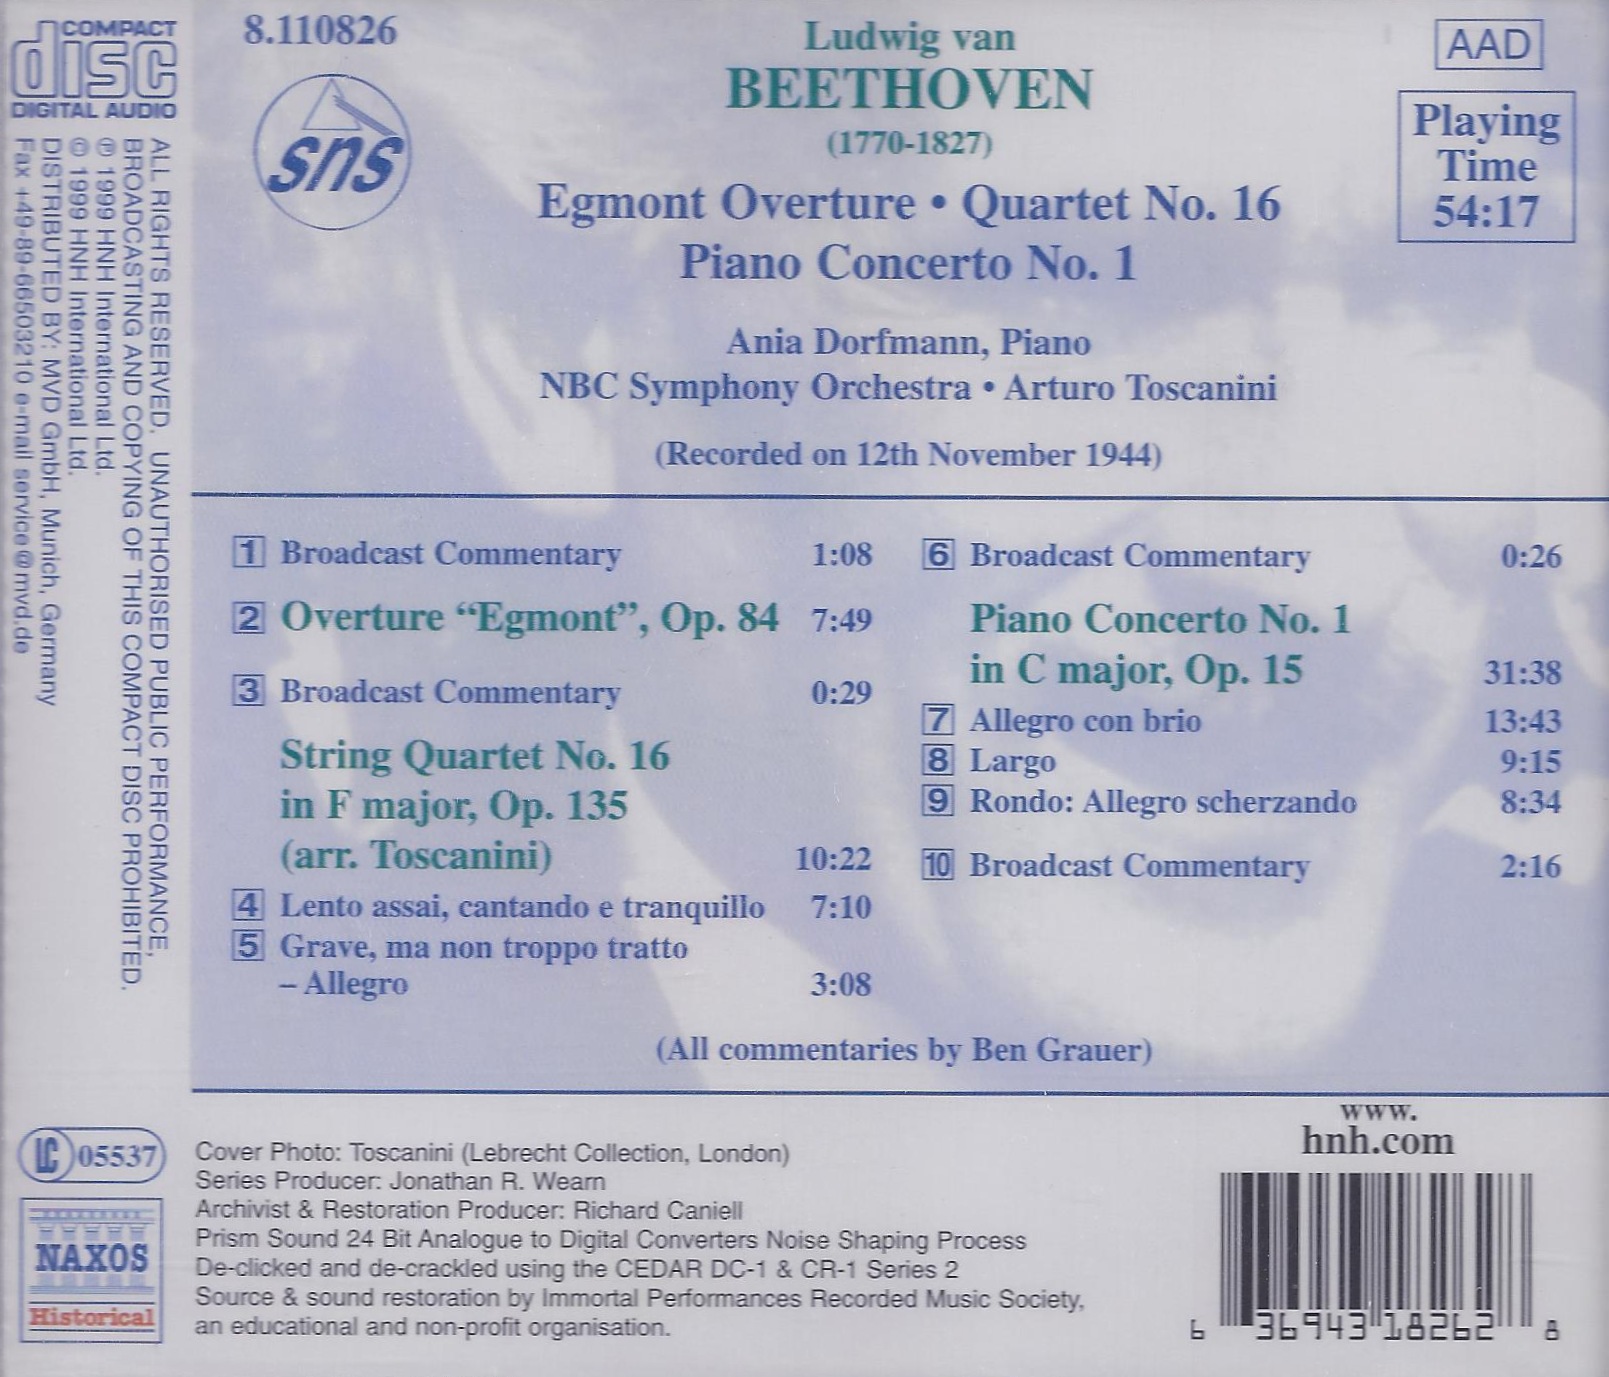 COMPACT
disc
DIGITAL AUDIO
ALL RIGHTS RESERVED. UNAUTHORISED PUBLIC PERFORMANCE,
BROADCASTING AND COPYING OF THIS COMPACT DISC PROHIBITED.
℗ 1999 HNH International Ltd.
© 1999 HNH International Ltd.
DISTRIBUTED BY: MVD GmbH, Munich, Germany
Fax +49-89-66503210 e-mail service@mvd.de
8.110826
sns
Ludwig van
BEETHOVEN
(1770-1827)
Egmont Overture • Quartet No. 16
Piano Concerto No. 1
Ania Dorfmann, Piano
NBC Symphony Orchestra • Arturo Toscanini
(Recorded on 12th November 1944)
AAD
Playing
Time
54:17
1 Broadcast Commentary 1:08
2 Overture “Egmont”, Op. 84 7:49
3 Broadcast Commentary 0:29
String Quartet No. 16
in F major, Op. 135
(arr. Toscanini) 10:22
4 Lento assai, cantando e tranquillo 7:10
5 Grave, ma non troppo tratto
– Allegro 3:08
6 Broadcast Commentary 0:26
Piano Concerto No. 1
in C major, Op. 15 31:38
7 Allegro con brio 13:43
8 Largo 9:15
9 Rondo: Allegro scherzando 8:34
10 Broadcast Commentary 2:16
(All commentaries by Ben Grauer)
LC 05537
NAXOS
Historical
Cover Photo: Toscanini (Lebrecht Collection, London)
Series Producer: Jonathan R. Wearn
Archivist & Restoration Producer: Richard Caniell
Prism Sound 24 Bit Analogue to Digital Converters Noise Shaping Process
De-clicked and de-crackled using the CEDAR DC-1 & CR-1 Series 2
Source & sound restoration by Immortal Performances Recorded Music Society,
an educational and non-profit organisation.
www.
hnh.com
6 36943 18262 8